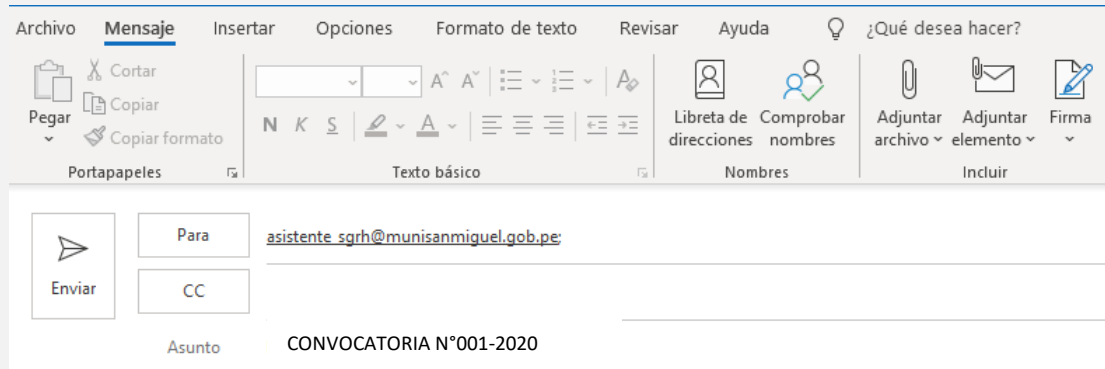 Archivo Mensaje Insertar Opciones Formato de texto Revisar Ayuda ¿Qué desea hacer?
Pegar
Cortar
Copiar
Copiar formato
Portapapeles
N K S A
Texto básico
Libreta de direcciones
Comprobar nombres
Nombres
Adjuntar archivo
Adjuntar elemento
Firma
Incluir
Enviar
Para asistente_sgrh@munisanmiguel.gob.pe;
CC
Asunto CONVOCATORIA N°001-2020